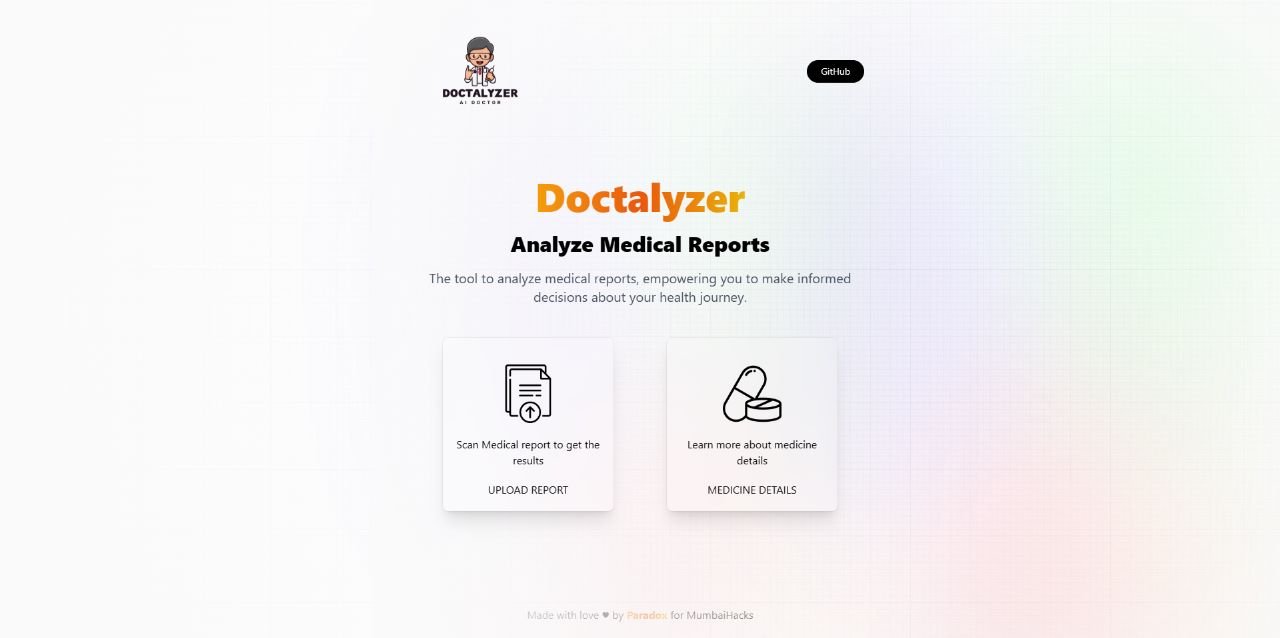 DOCTALYZER
AI DOCTOR
GitHub
Doctalyzer
Analyze Medical Reports
The tool to analyze medical reports, empowering you to make informed
decisions about your health journey.
Scan Medical report to get the
results
UPLOAD REPORT
Learn more about medicine
details
MEDICINE DETAILS
Made with love ♥ by Paradox for MumbaiHacks